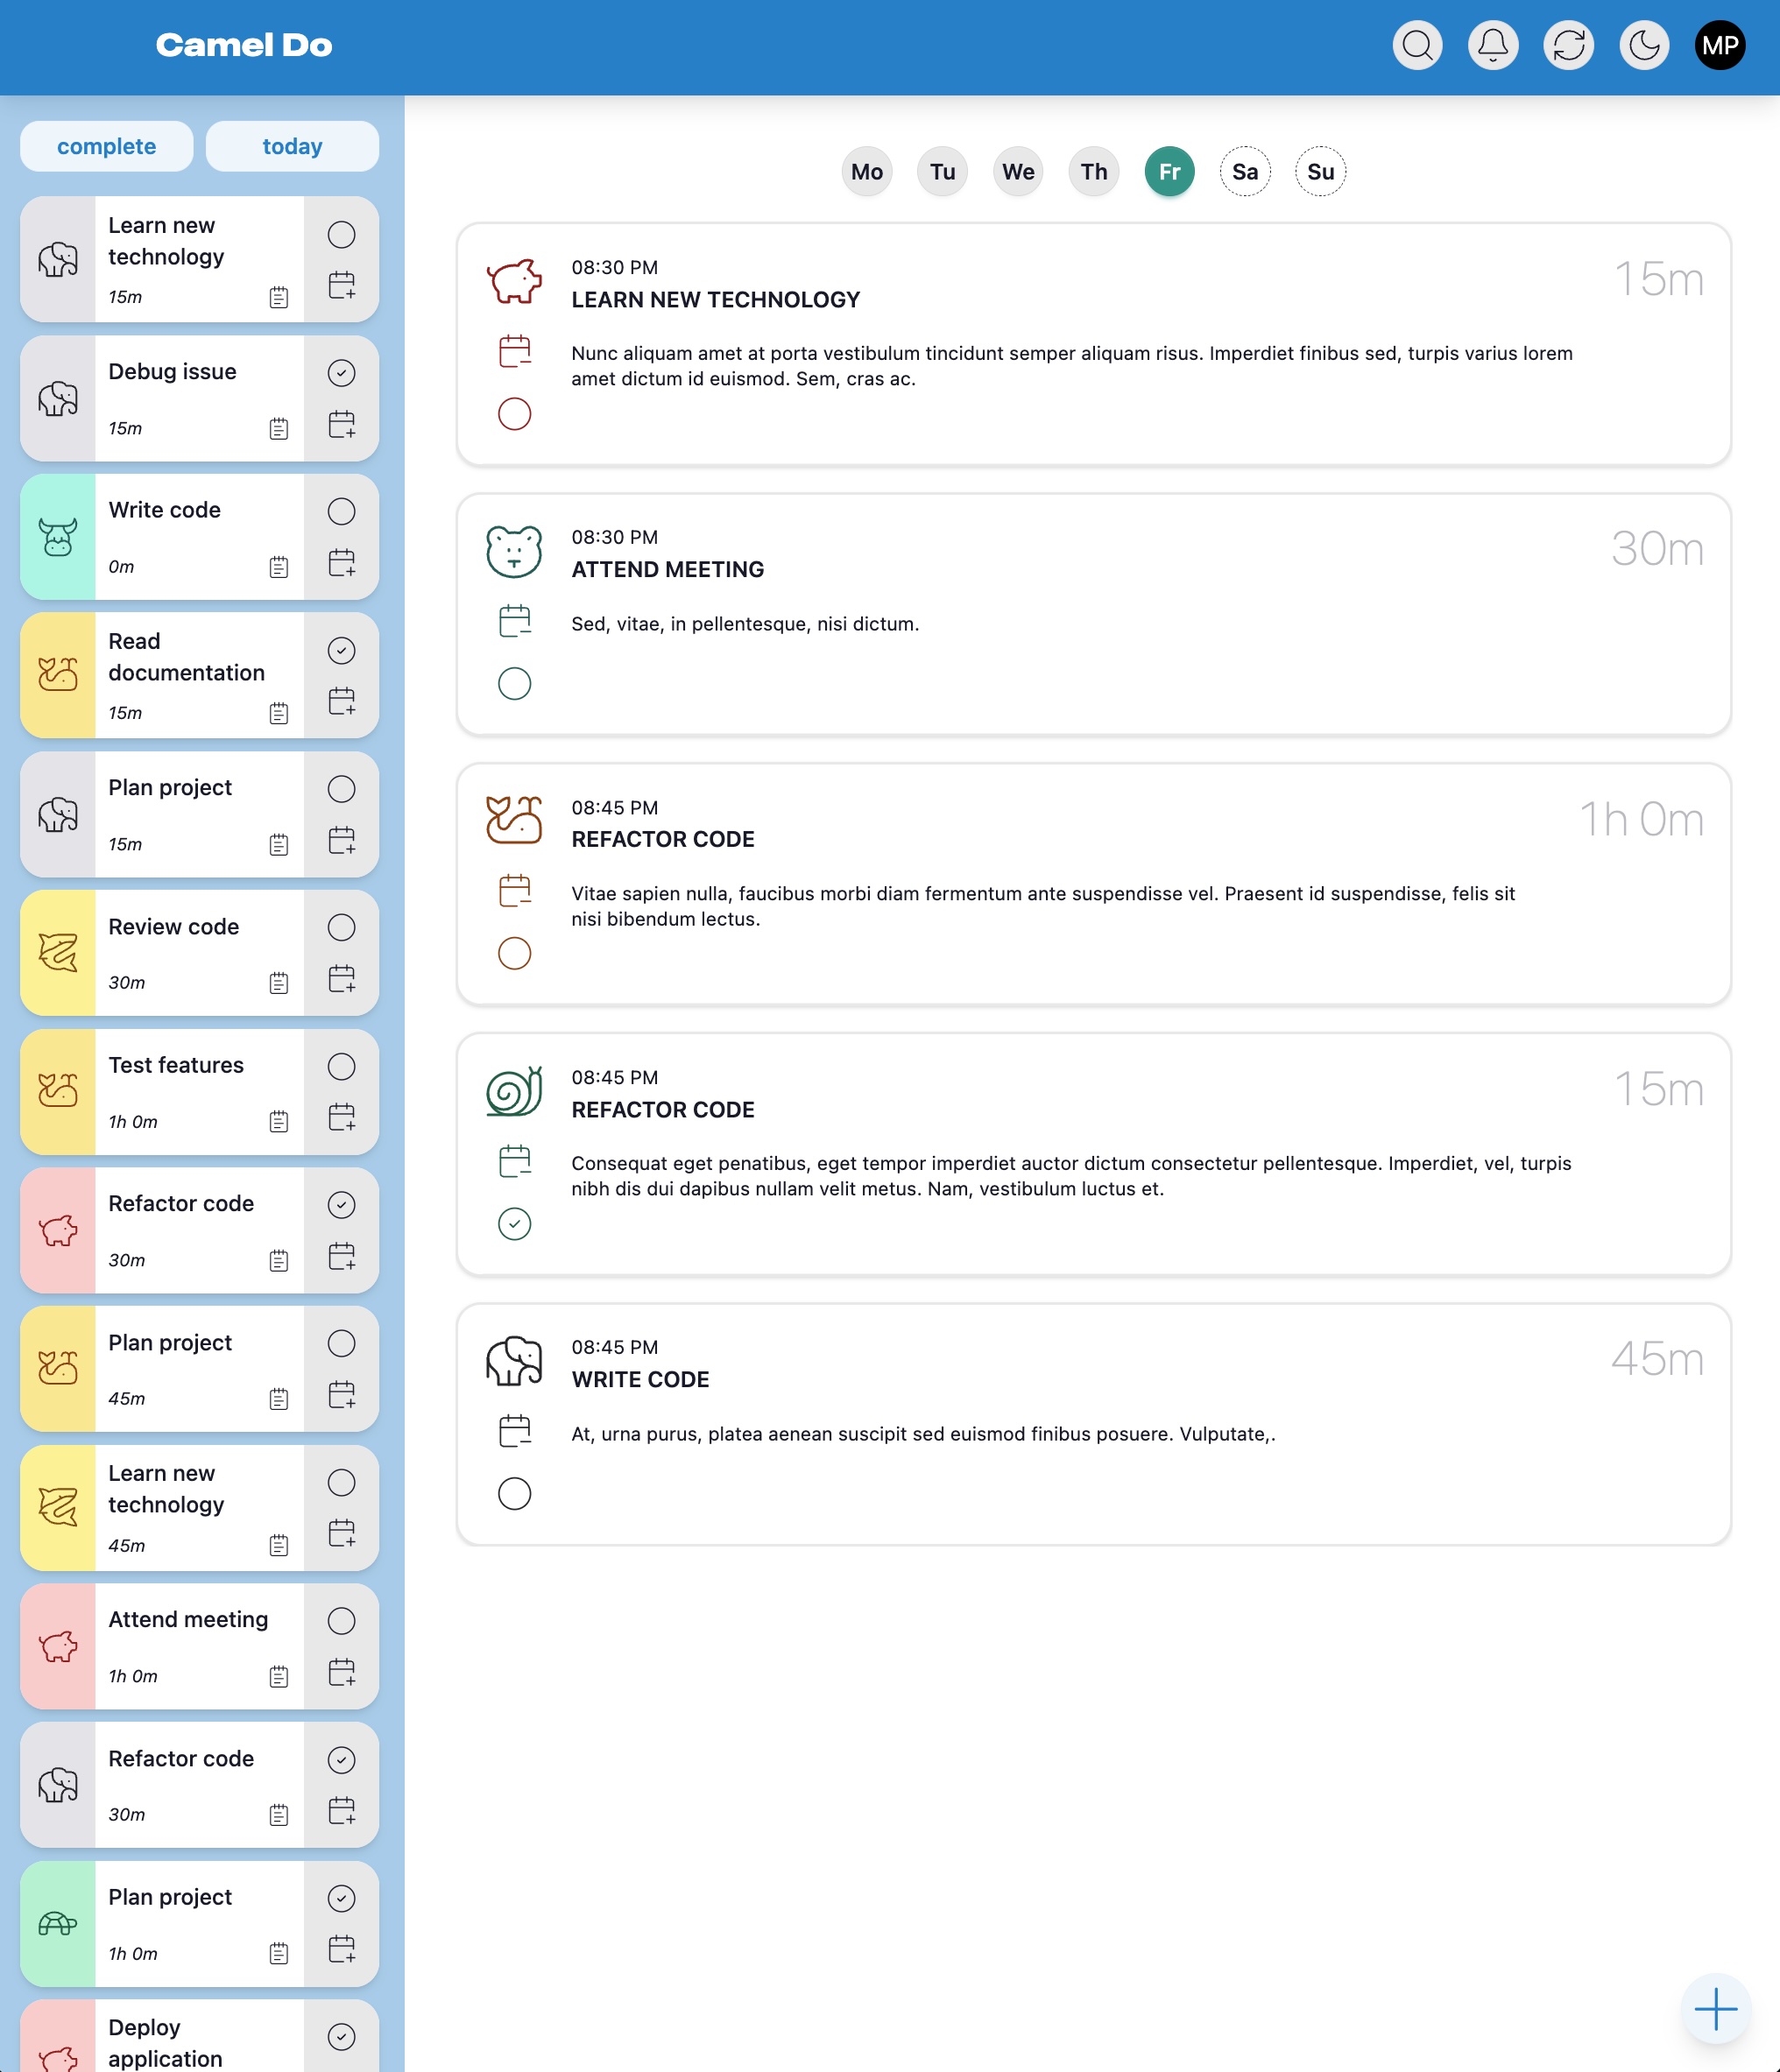 Camel Do
MP
complete
today
Learn new
technology
15m
Debug issue
15m
Write code
0m
Read
documentation
15m
Plan project
15m
Review code
30m
Test features
1h 0m
Refactor code
30m
Plan project
45m
Learn new
technology
45m
Attend meeting
1h 0m
Refactor code
30m
Plan project
1h 0m
Deploy
application
Mo
Tu
We
Th
Fr
Sa
Su
08:30 PM
LEARN NEW TECHNOLOGY
15m
Nunc aliquam amet at porta vestibulum tincidunt semper aliquam risus. Imperdiet finibus sed, turpis varius lorem
amet dictum id euismod. Sem, cras ac.
08:30 PM
ATTEND MEETING
30m
Sed, vitae, in pellentesque, nisi dictum.
08:45 PM
REFACTOR CODE
1h 0m
Vitae sapien nulla, faucibus morbi diam fermentum ante suspendisse vel. Praesent id suspendisse, felis sit
nisi bibendum lectus.
08:45 PM
REFACTOR CODE
15m
Consequat eget penatibus, eget tempor imperdiet auctor dictum consectetur pellentesque. Imperdiet, vel, turpis
nibh dis dui dapibus nullam velit metus. Nam, vestibulum luctus et.
08:45 PM
WRITE CODE
45m
At, urna purus, platea aenean suscipit sed euismod finibus posuere. Vulputate,.